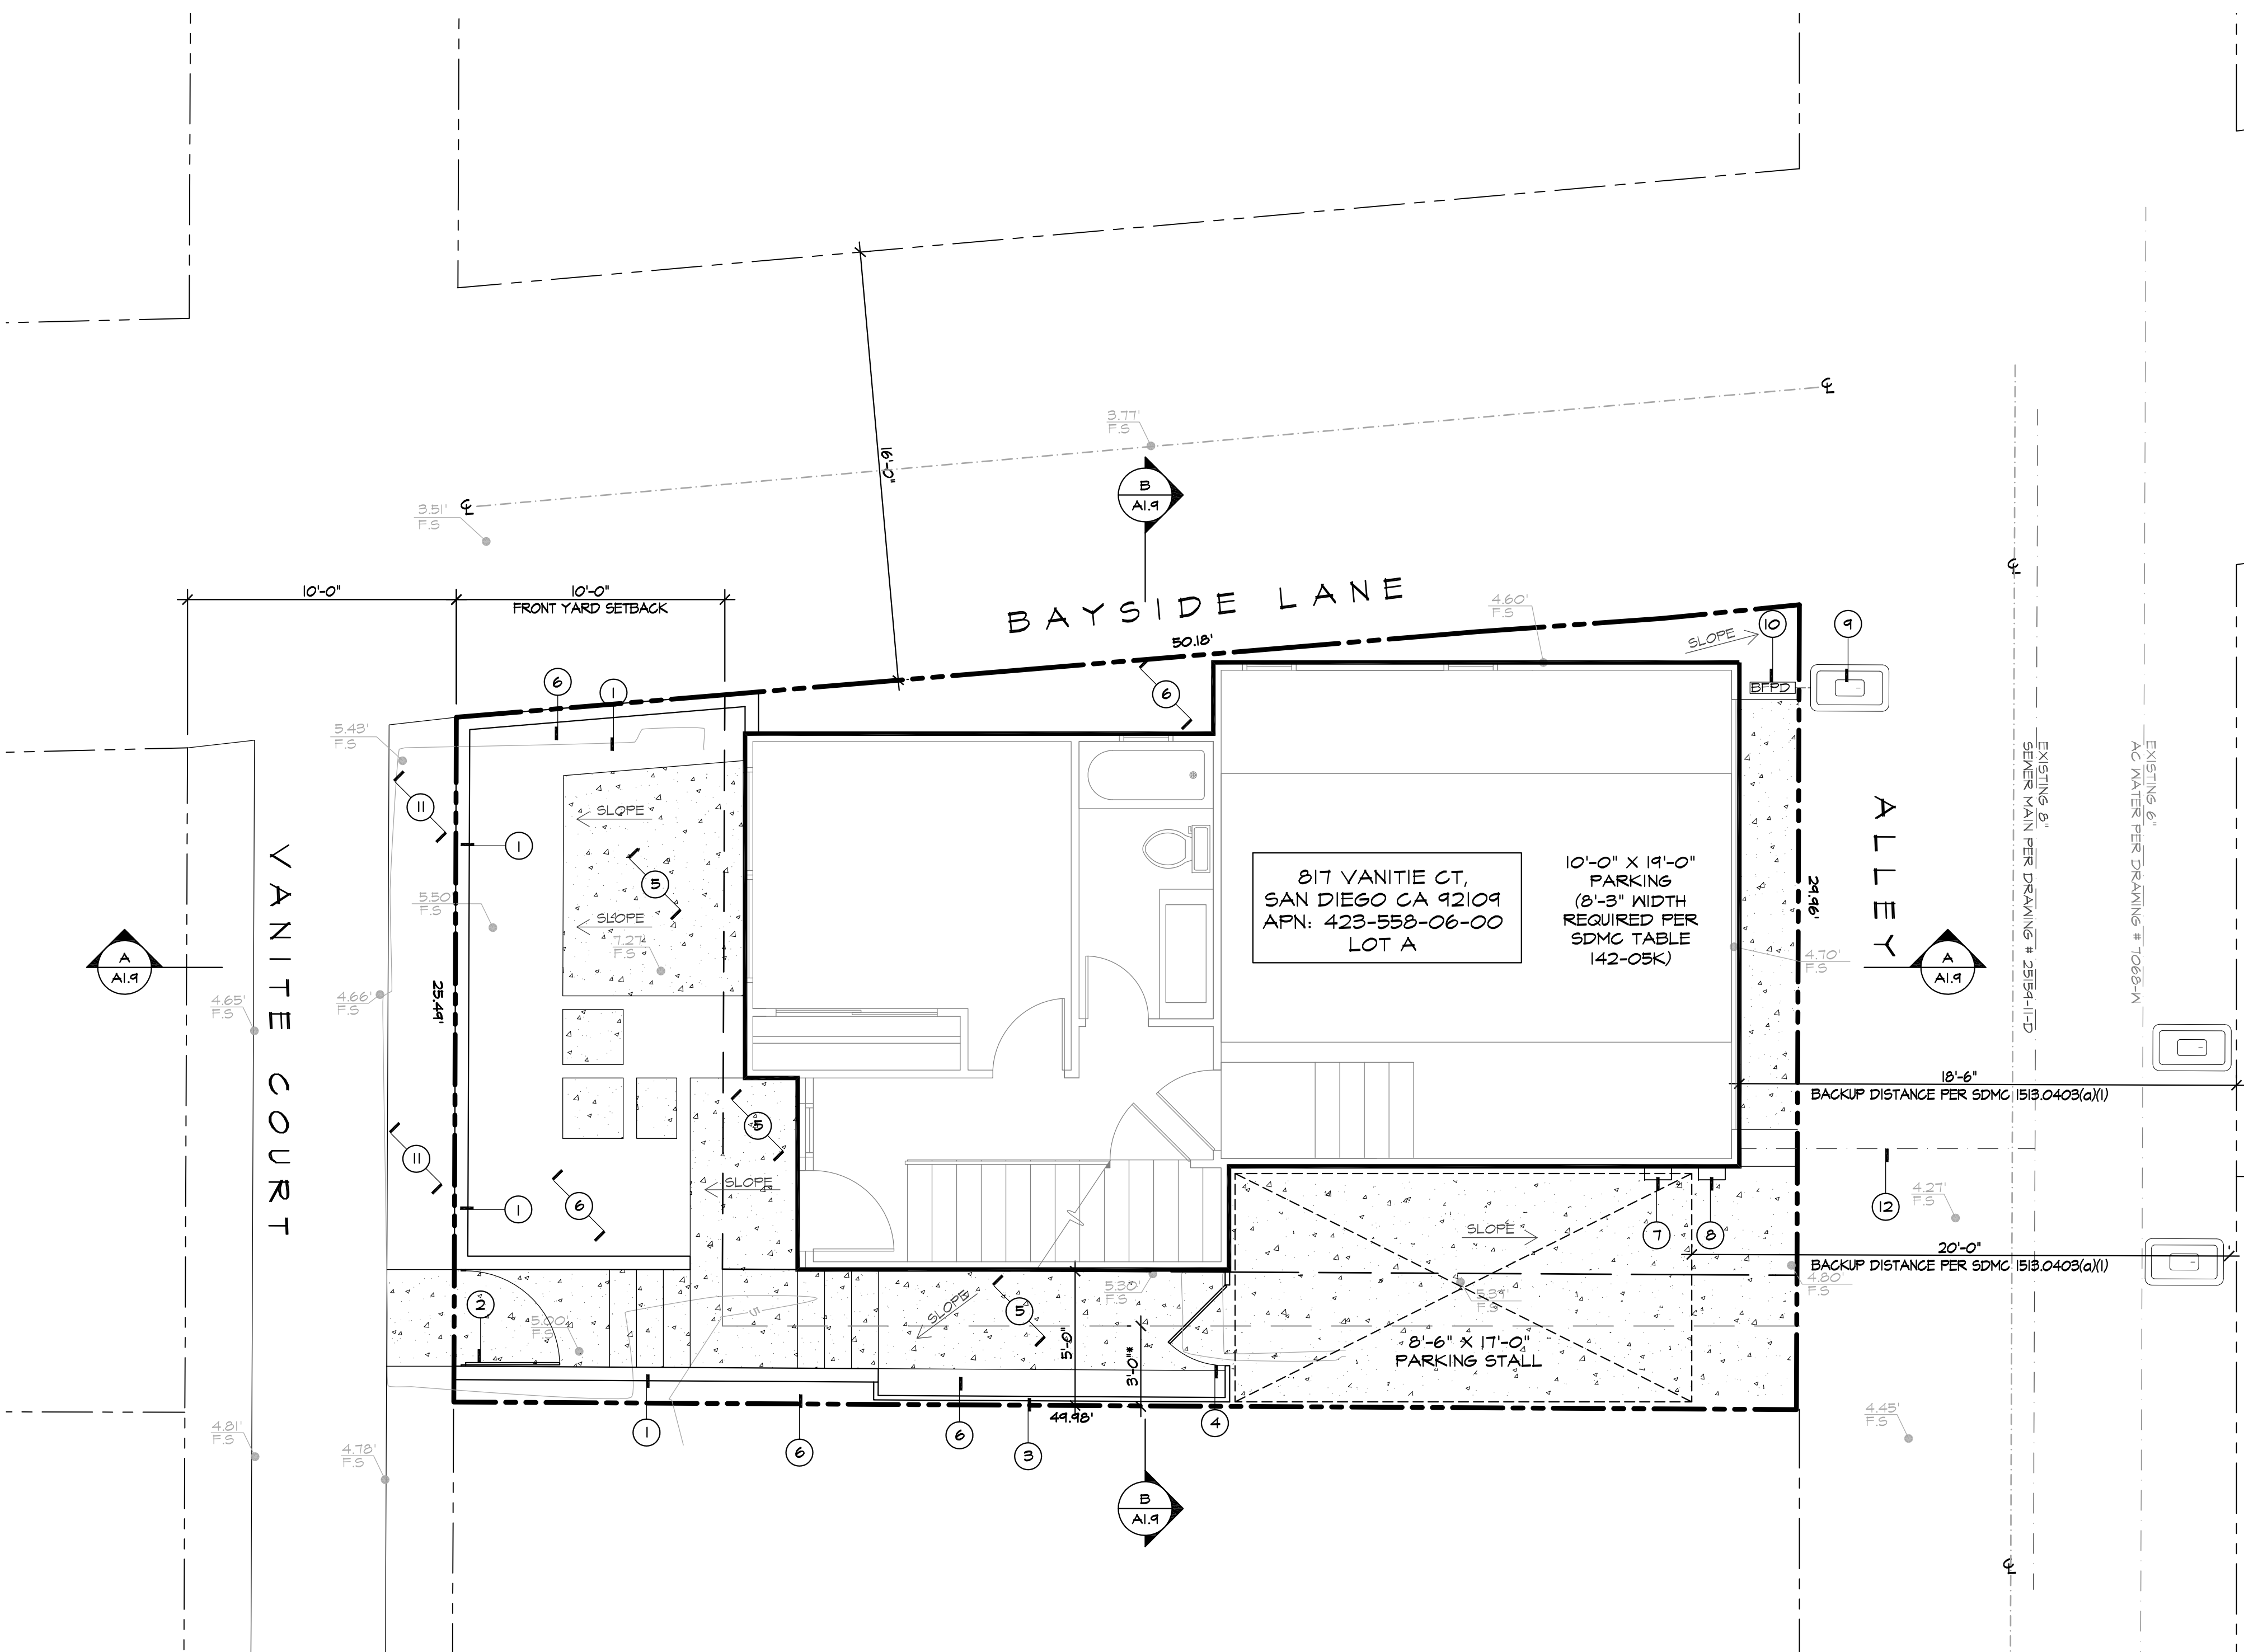 3.77'
F.S
℄
16'-0"
B
A1.9
3.51'
F.S
℄
℄
10'-0"
10'-0"
FRONT YARD SETBACK
BAYSIDE LANE
50.18'
4.60'
F.S
SLOPE
10
9
BFPD
6
1
6
5.43'
F.S
11
1
SLOPE
5
SLOPE
7.27'
F.S
5.50'
F.S
VANITE COURT
A
A1.9
4.65'
F.S
4.66'
F.S
25.49'
817 VANITIE CT,
SAN DIEGO CA 92109
APN: 423-558-06-00
LOT A
10'-0" X 19'-0"
PARKING
(8'-3" WIDTH
REQUIRED PER
SDMC TABLE
142-05K)
29.96'
ALLEY
4.70'
F.S
A
A1.9
EXISTING 8"
SEWER MAIN PER DRAWING # 25159-11-D
EXISTING 6"
AC WATER PER DRAWING # 7068-W
18'-6"
BACKUP DISTANCE PER SDMC 1513.0403(a)(1)
11
5
SLOPE
1
6
12
4.27'
F.S
7
8
SLOPE
20'-0"
BACKUP DISTANCE PER SDMC 1513.0403(a)(1)
4.80'
F.S
2
5.00'
F.S
5
SLOPE
5
5.30'
F.S
5'-0"
3'-0"*
5.37'
F.S
8'-6" X 17'-0"
PARKING STALL
49.98'
1
6
6
3
4
4.81'
F.S
4.78'
F.S
4.45'
F.S
B
A1.9
℄